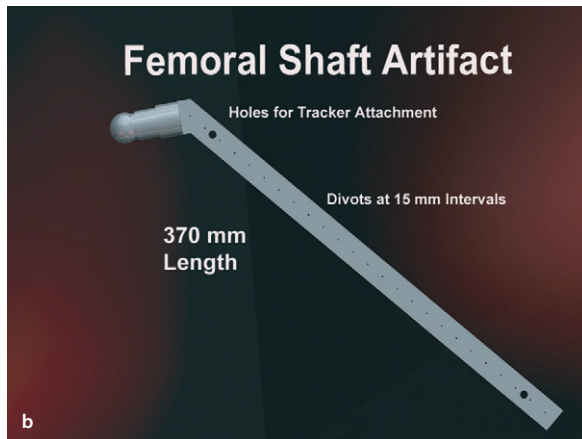 Femoral Shaft Artifact
Holes for Tracker Attachment
Divots at 15 mm Intervals
370 mm
Length
b